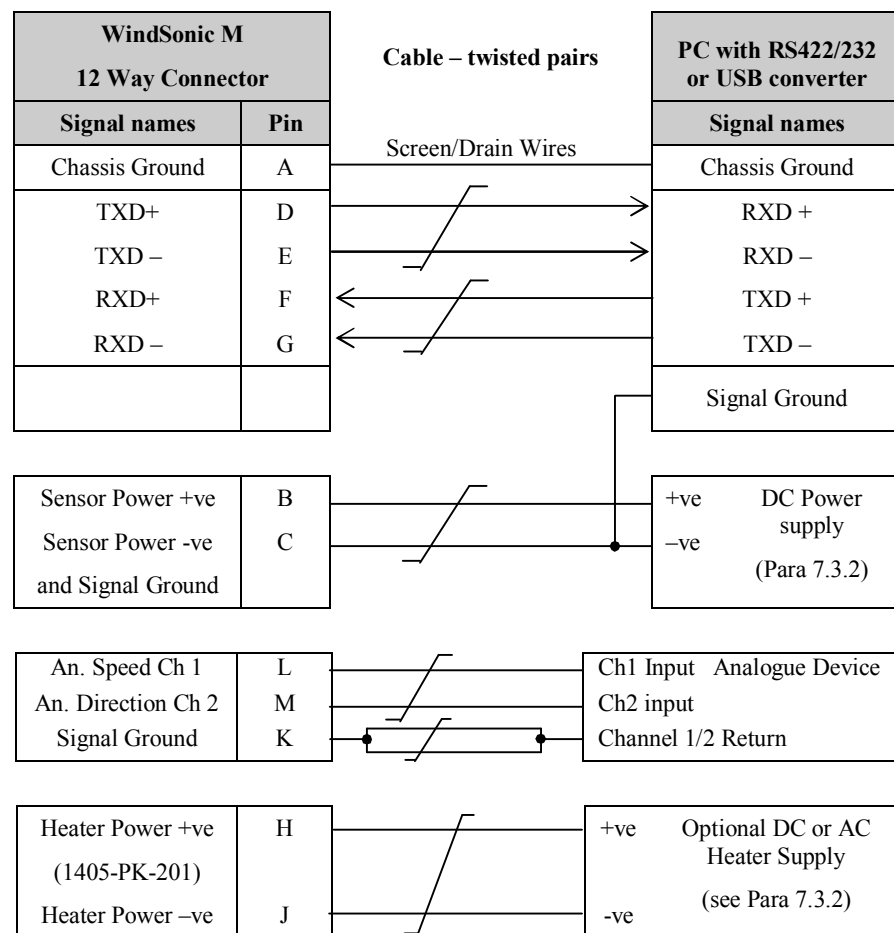 WindSonic M
12 Way Connector
Cable – twisted pairs
PC with RS422/232
or USB converter
Signal names Pin
Signal names
Screen/Drain Wires
Chassis Ground A
Chassis Ground
TXD+ D
RXD +
TXD – E
RXD –
RXD+ F
TXD +
RXD – G
TXD –
Signal Ground
Sensor Power +ve B
+ve DC Power
supply
Sensor Power -ve C
–ve
and Signal Ground
(Para 7.3.2)
An. Speed Ch 1 L
Ch1 Input Analogue Device
An. Direction Ch 2 M
Ch2 input
Signal Ground K
Channel 1/2 Return
Heater Power +ve H
+ve Optional DC or AC
Heater Supply
(1405-PK-201)
(see Para 7.3.2)
Heater Power –ve J
-ve